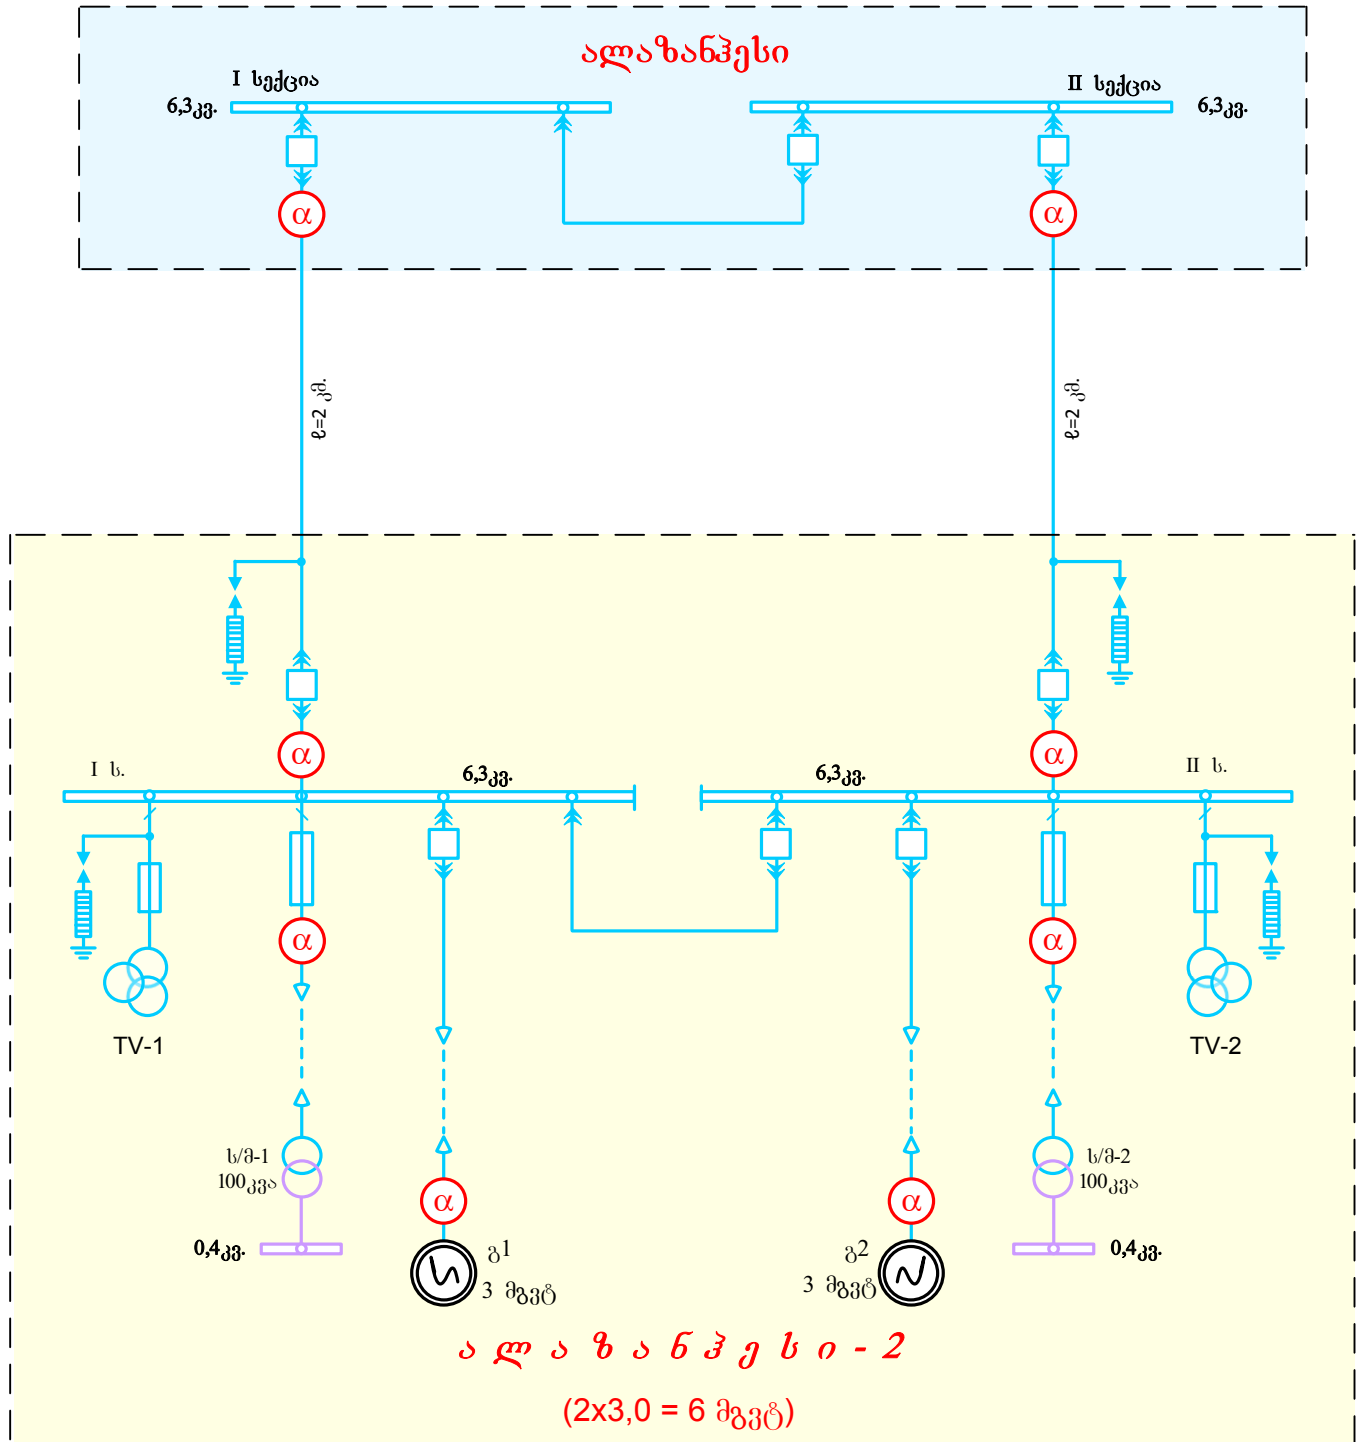 ალაზანჰესი
I სექცია
II სექცია
6,3კვ.
6,3კვ.
α
α
ℓ=2 კმ.
ℓ=2 კმ.
α
α
I ს.
II ს.
6,3კვ.
6,3კვ.
α
α
TV-1
TV-2
ს/მ-1
100კვა
ს/მ-2
100კვა
α
α
0,4კვ.
0,4კვ.
გ1
3 მგვტ
გ2
3 მგვტ
ა ლ ა ზ ა ნ ჰ ე ს ი - 2
(2x3,0 = 6 მგვტ)